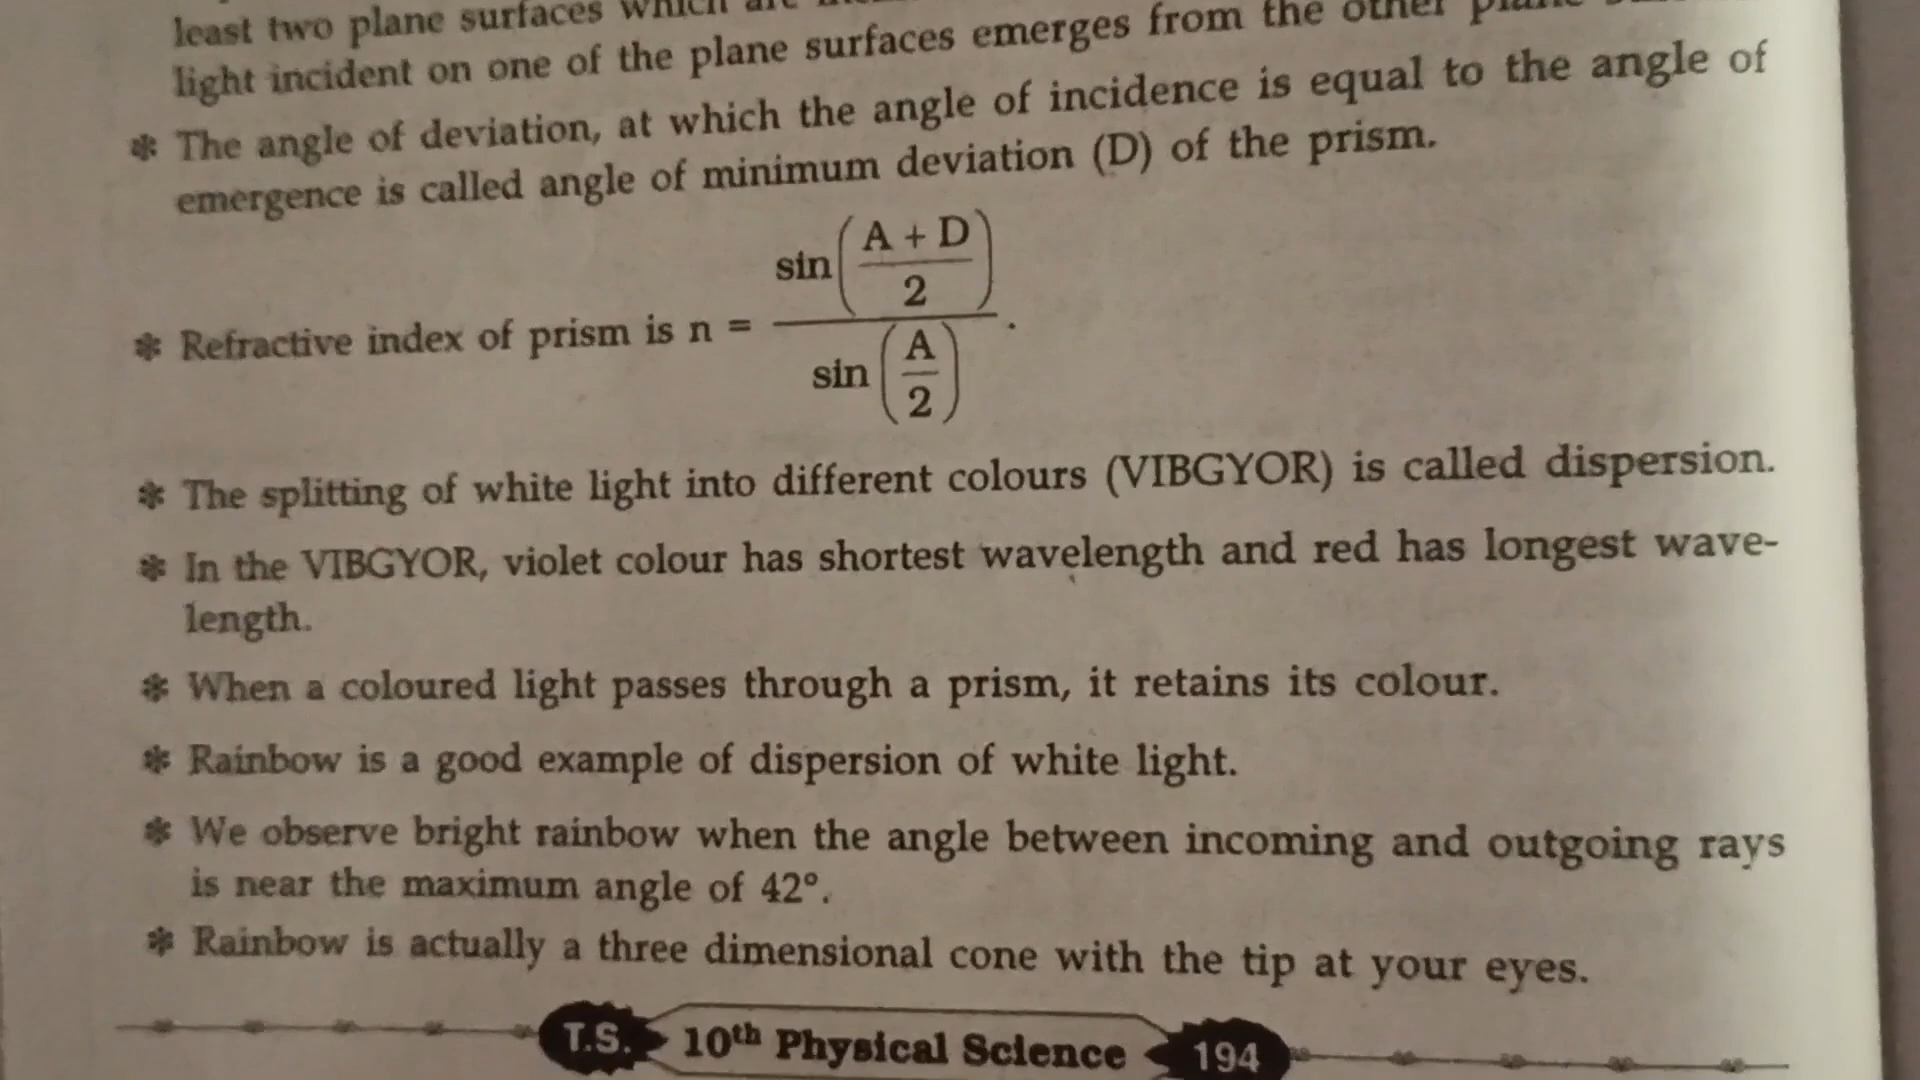 least two plane surfaces which are
light incident on one of the plane surfaces emerges from the other plane
* The angle of deviation, at which the angle of incidence is equal to the angle of
emergence is called angle of minimum deviation (D) of the prism.
* Refractive index of prism is n = sin((A + D)/2) / sin(A/2).
* The splitting of white light into different colours (VIBGYOR) is called dispersion.
* In the VIBGYOR, violet colour has shortest wavelength and red has longest wave-
length.
* When a coloured light passes through a prism, it retains its colour.
* Rainbow is a good example of dispersion of white light.
* We observe bright rainbow when the angle between incoming and outgoing rays
is near the maximum angle of 42°.
* Rainbow is actually a three dimensional cone with the tip at your eyes.
T.S. 10th Physical Science 194